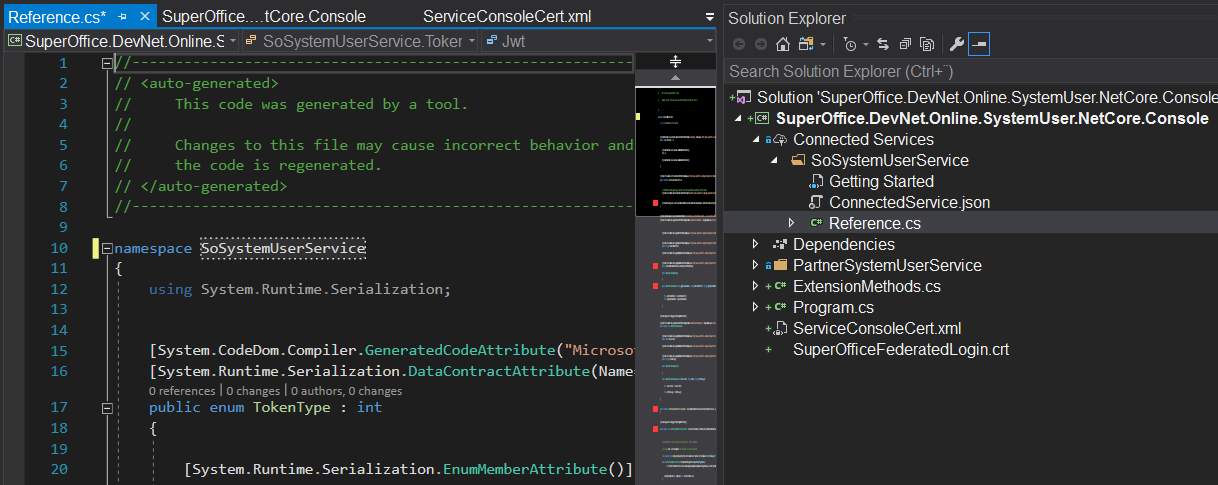 Reference.cs*
SuperOffice.…tCore.Console
ServiceConsoleCert.xml
SuperOffice.DevNet.Online.S
SoSystemUserService.Token
Jwt
1 //----------------------------------------------------------
2 // <auto-generated>
3 //     This code was generated by a tool.
4 //
5 //     Changes to this file may cause incorrect behavior and
6 //     the code is regenerated.
7 // </auto-generated>
8 //----------------------------------------------------------
9
10 namespace SoSystemUserService
11 {
12     using System.Runtime.Serialization;
13
14
15     [System.CodeDom.Compiler.GeneratedCodeAttribute("Microsof
16     [System.Runtime.Serialization.DataContractAttribute(Name=
0 references | 0 changes | 0 authors, 0 changes
17     public enum TokenType : int
18     {
19
20         [System.Runtime.Serialization.EnumMemberAttribute()]
Solution Explorer
Search Solution Explorer (Ctrl+¨)
Solution 'SuperOffice.DevNet.Online.SystemUser.NetCore.Console
SuperOffice.DevNet.Online.SystemUser.NetCore.Console
Connected Services
SoSystemUserService
Getting Started
ConnectedService.json
Reference.cs
Dependencies
PartnerSystemUserService
ExtensionMethods.cs
Program.cs
ServiceConsoleCert.xml
SuperOfficeFederatedLogin.crt